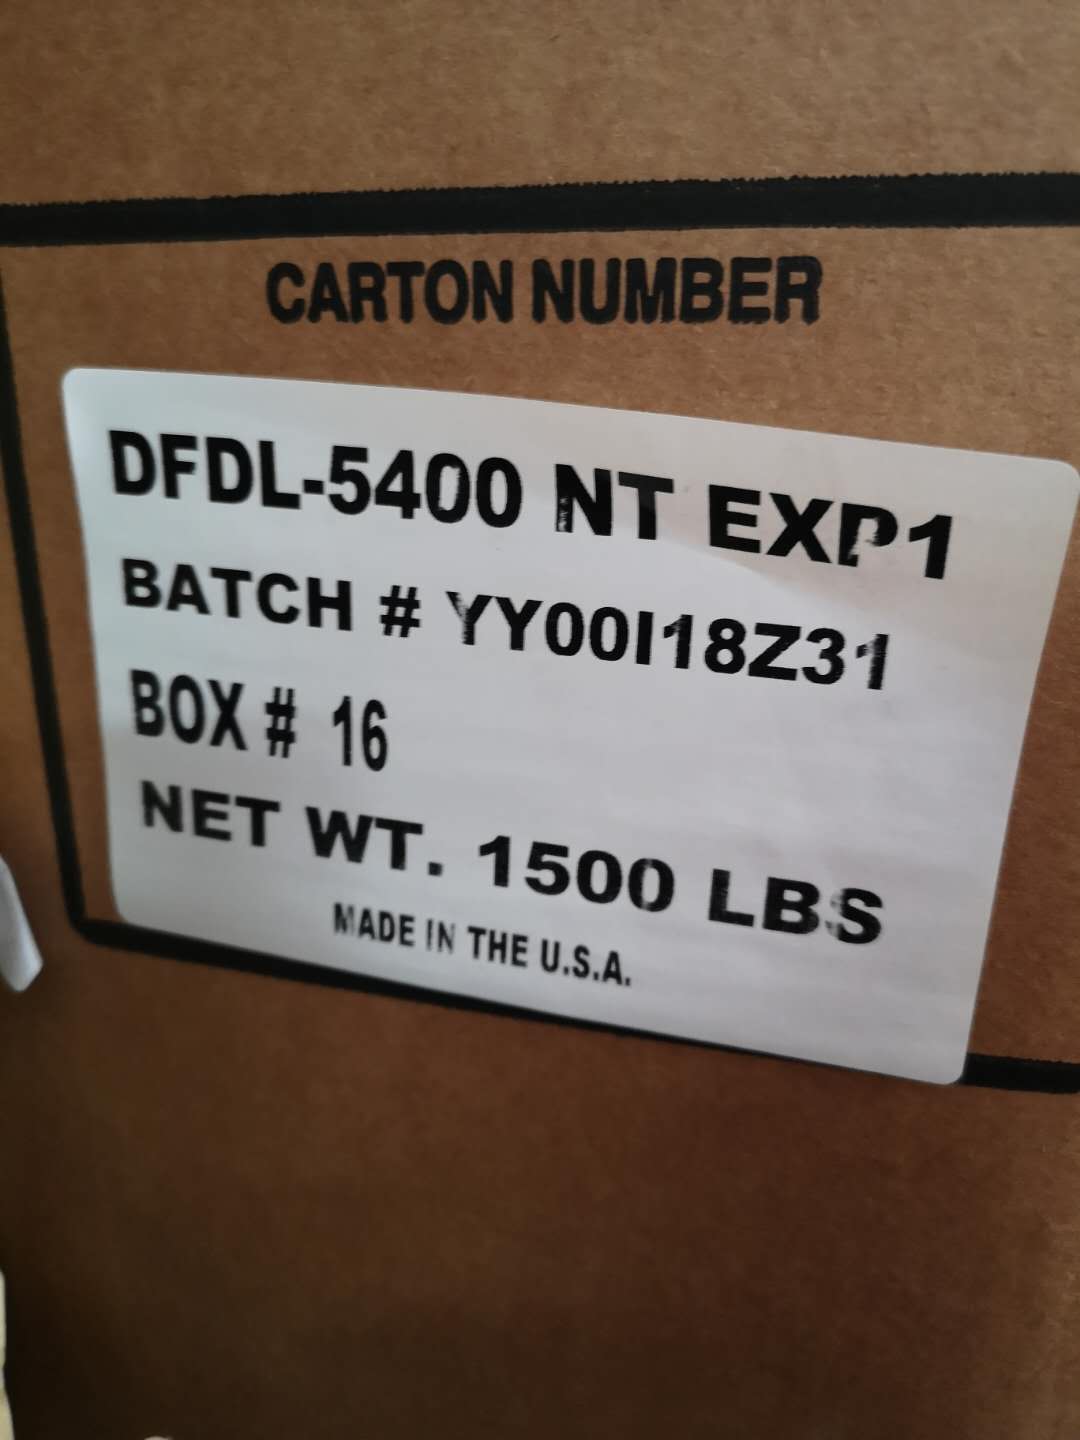 CARTON NUMBER
DFDL-5400 NT EXP1
BATCH # YY00I18Z31
BOX # 16
NET WT. 1500 LBS
MADE IN THE U.S.A.